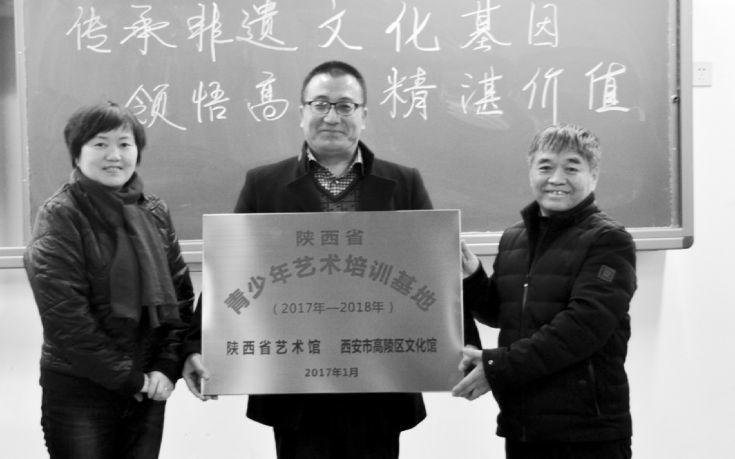 传承非遗文化基因
领悟高 精湛价值
陕西省
青少年艺术培训基地
（2017年—2018年）
陕西省艺术馆 西安市高陵区文化馆
2017年1月